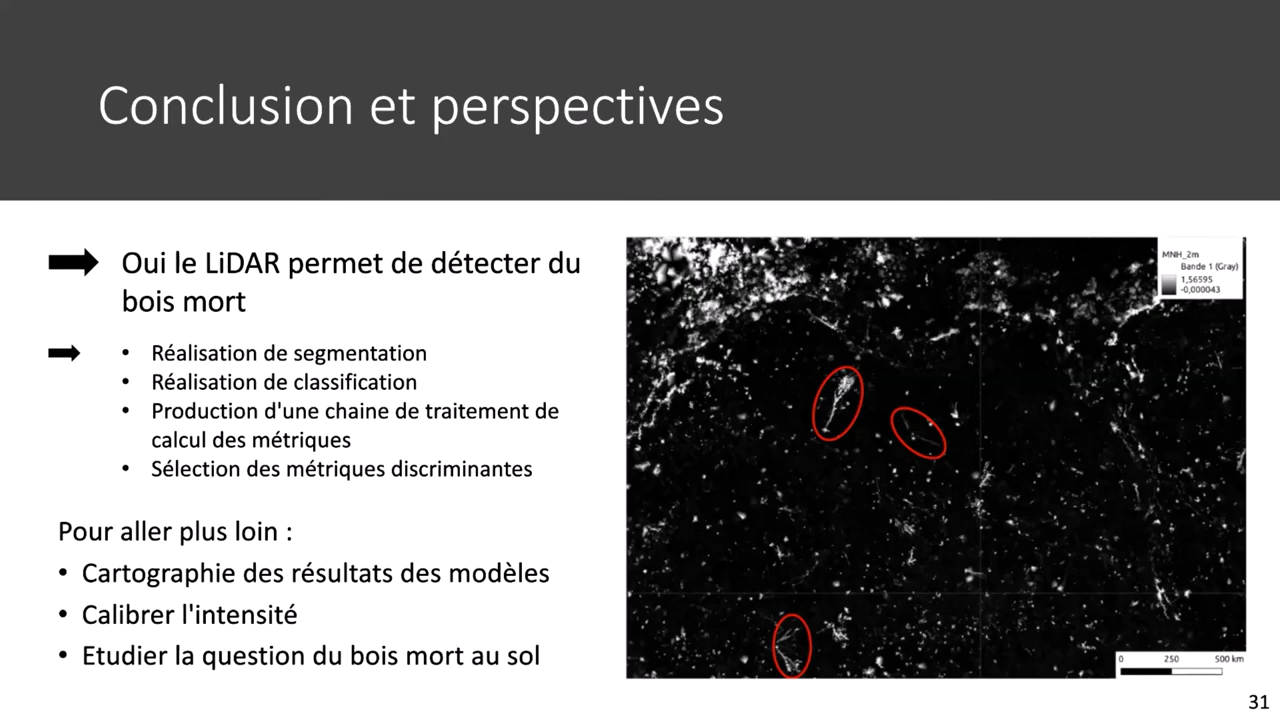 Conclusion et perspectives
Oui le LiDAR permet de détecter du
bois mort
• Réalisation de segmentation
• Réalisation de classification
• Production d'une chaine de traitement de
calcul des métriques
• Sélection des métriques discriminantes
Pour aller plus loin :
• Cartographie des résultats des modèles
• Calibrer l'intensité
• Etudier la question du bois mort au sol
MNH_2m
Bande 1 (Gray)
1,56595
-0,000043
0 250 500 km
31